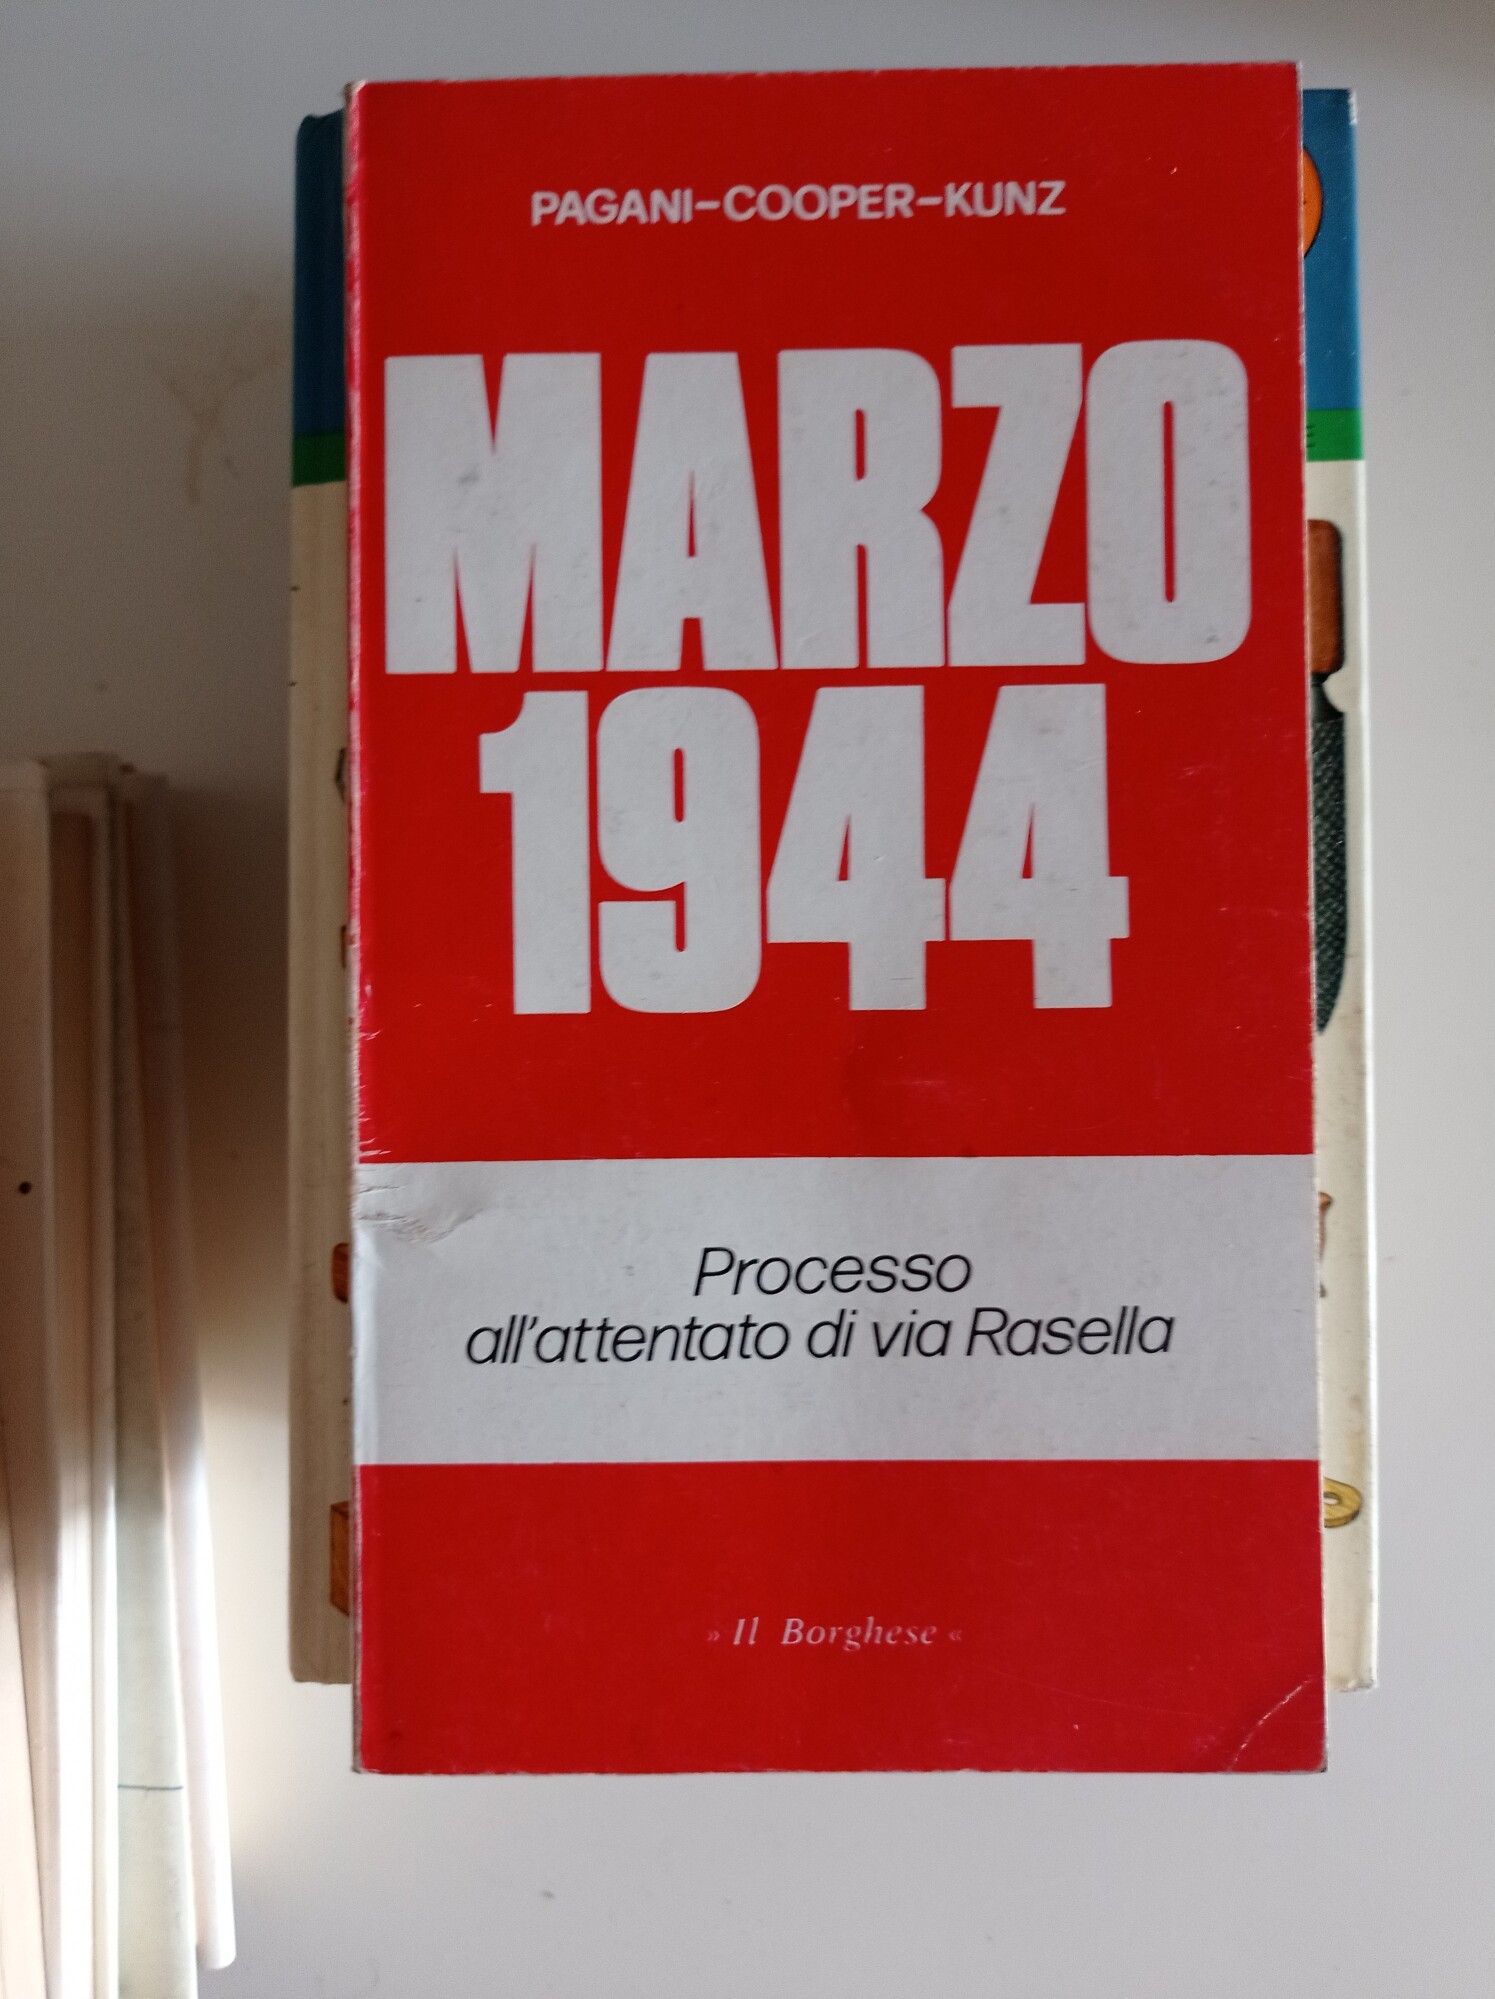 PAGANI-COOPER-KUNZ
MARZO
1944
Processo
all'attentato di via Rasella
» Il Borghese «